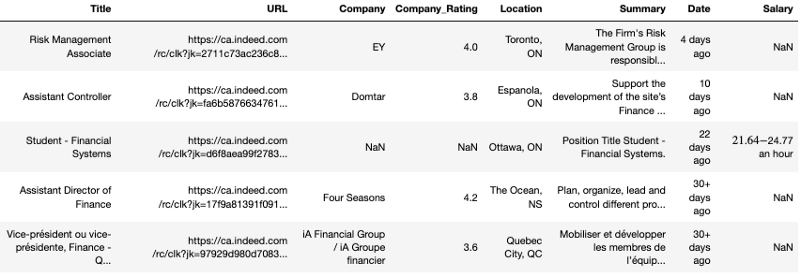 Title URL Company Company_Rating Location Summary Date Salary
Risk Management
Associate
https://ca.indeed.com
/rc/clk?jk=2711c73ac236c8...
EY
4.0
Toronto,
ON
The Firm's Risk
Management Group is
responsibl...
4 days
ago
NaN
Assistant Controller
https://ca.indeed.com
/rc/clk?jk=fa6b5876634761...
Domtar
3.8
Espanola,
ON
Support the
development of the site's
Finance ...
10
days
ago
NaN
Student - Financial
Systems
https://ca.indeed.com
/rc/clk?jk=d6f8aea99f2783...
NaN
NaN
Ottawa, ON
Position Title Student -
Financial Systems.
22
days
ago
21.64−24.77
an hour
Assistant Director of
Finance
https://ca.indeed.com
/rc/clk?jk=17f9a81391f091...
Four Seasons
4.2
The Ocean,
NS
Plan, organize, lead and
control different pro...
30+
days
ago
NaN
Vice-président ou vice-
présidente, Finance -
Q...
https://ca.indeed.com
/rc/clk?jk=97929d980d7083...
iA Financial Group
/ iA Groupe
financier
3.6
Quebec
City, QC
Mobiliser et développer
les membres de
l'équip...
30+
days
ago
NaN